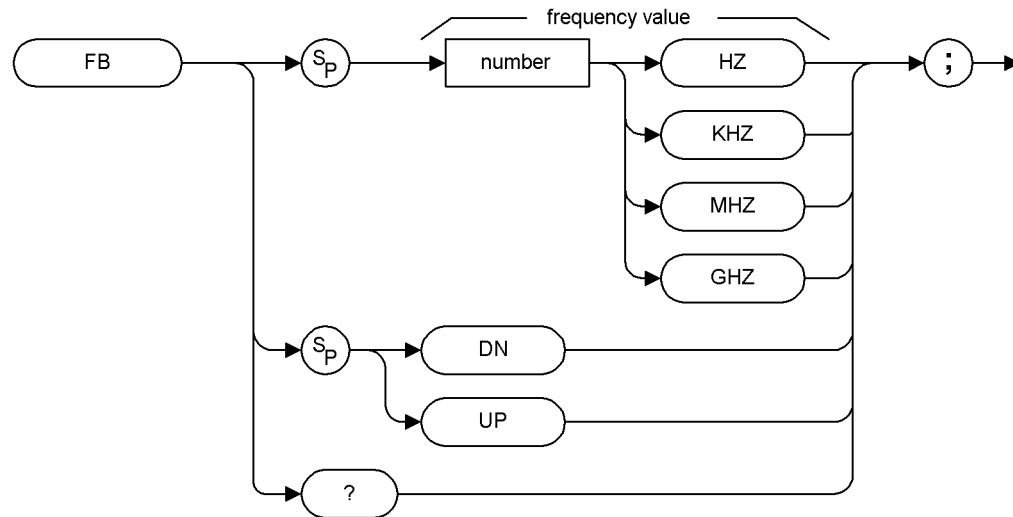 frequency value
FB SP number HZ ;
KHZ
MHZ
GHZ
SP DN
UP
?